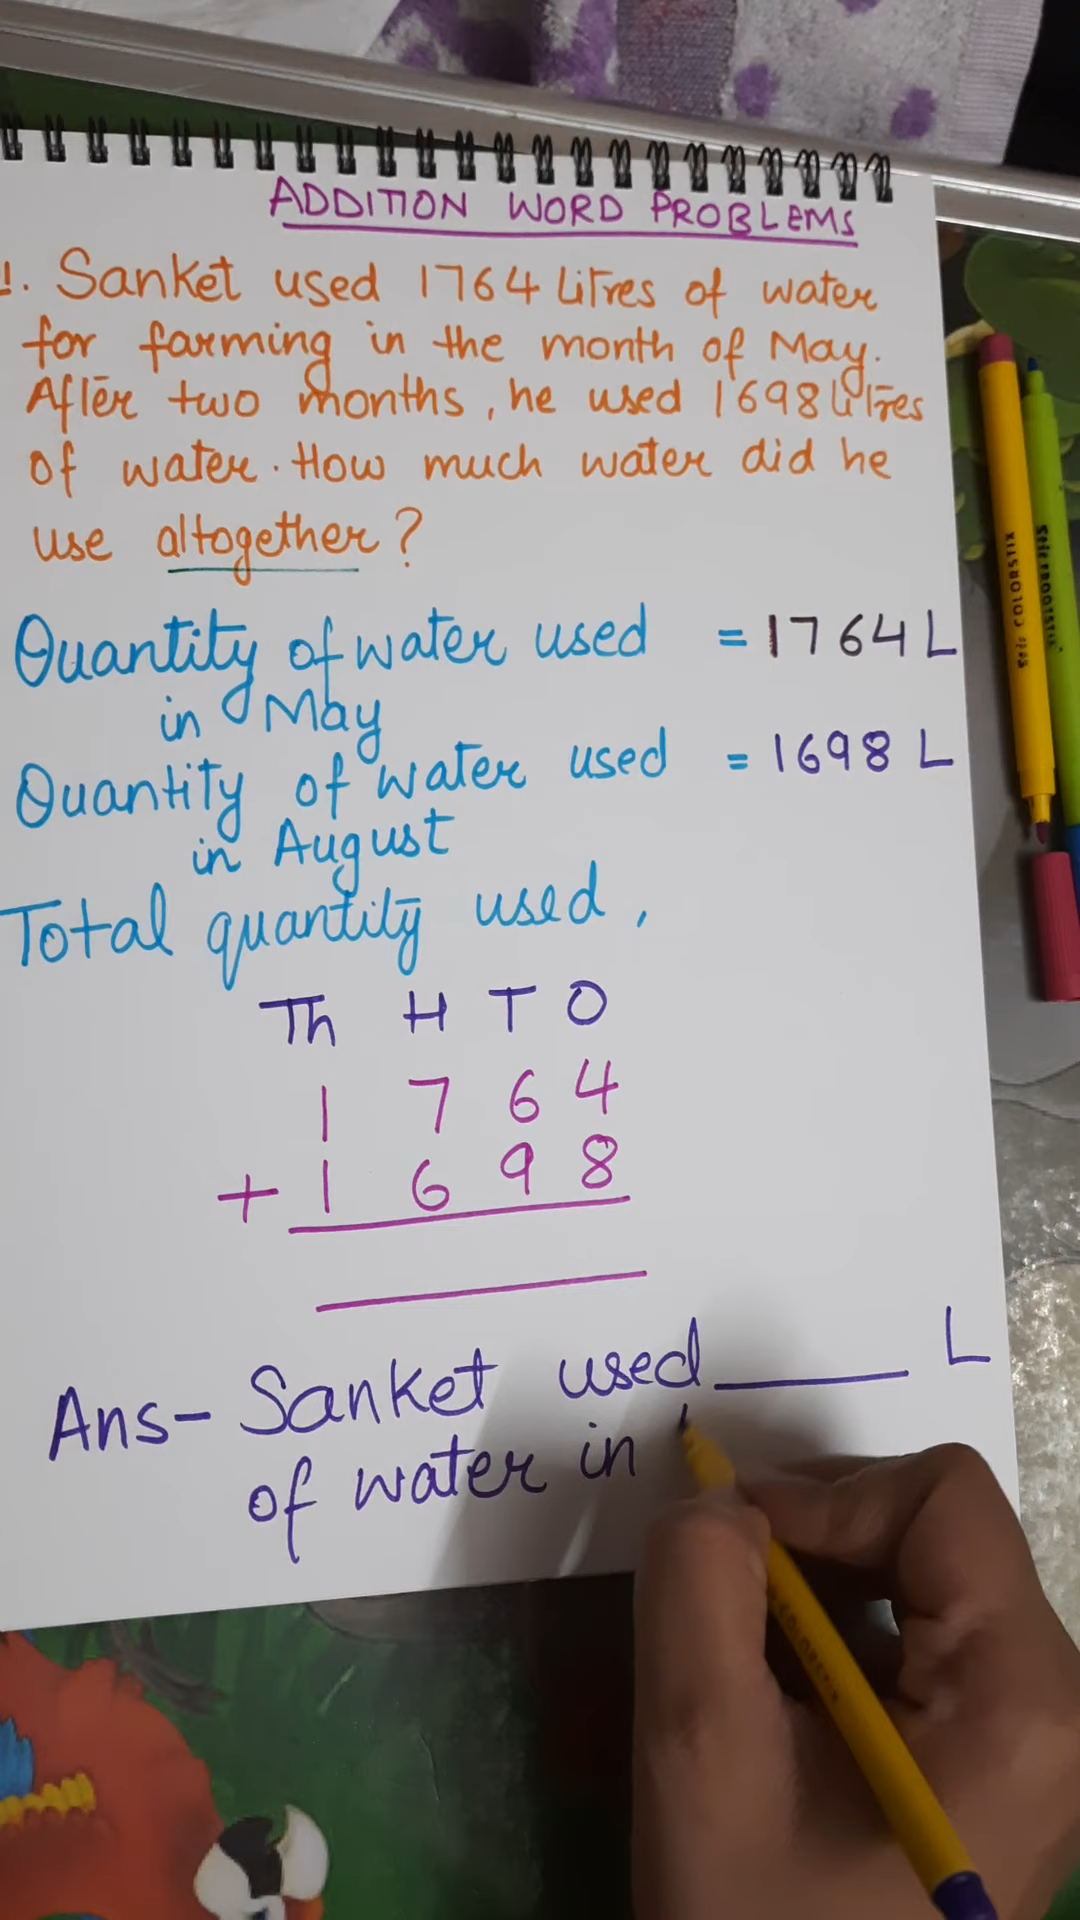 ADDITION WORD PROBLEMS
1. Sanket used 1764 Litres of water
for farming in the month of May.
After two months, he used 1698 Litres
of water. How much water did he
use altogether?
Quantity of water used = 1764 L
in May
Quantity of water used = 1698 L
in August
Total quantity used,
Th H T O
1 7 6 4
+ 1 6 9 8
Ans- Sanket used ____ L
of water in